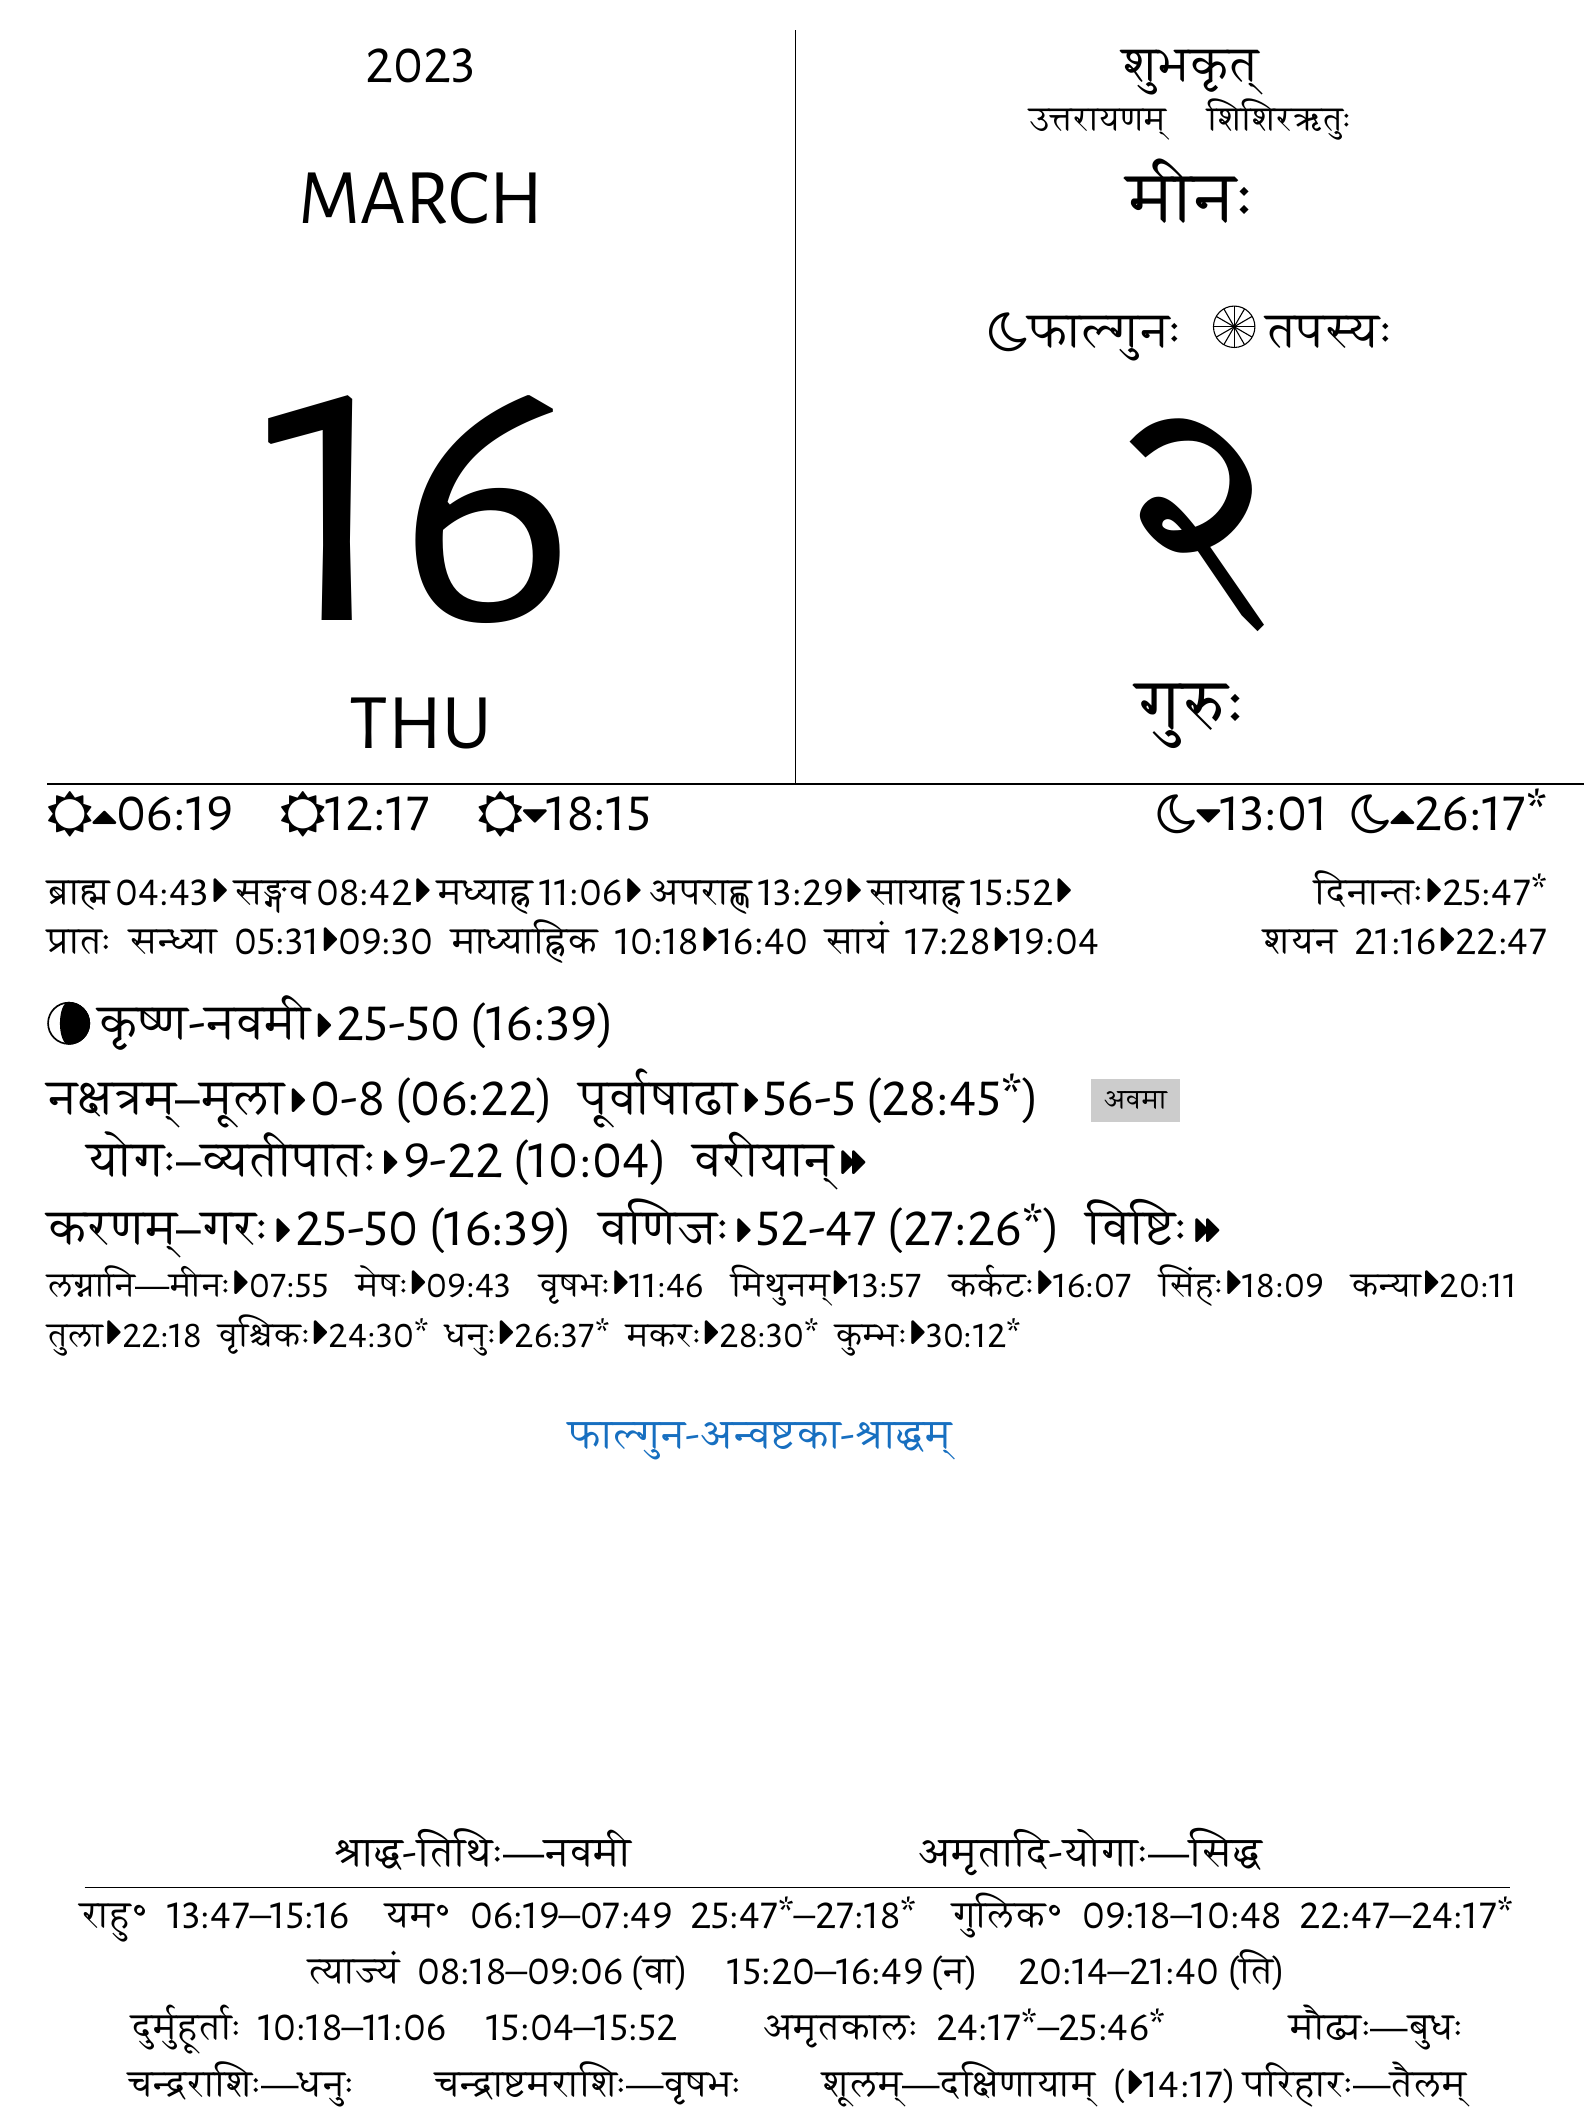 2023
MARCH
16
THU
शुभकृत्
उत्तरायणम् शिशिरऋतुः
मीनः
फाल्गुनः तपस्यः
२
गुरुः
06:19 12:17 18:15 13:01 26:17*
ब्राह्म 04:43 सङ्गव 08:42 मध्याह्न 11:06 अपराह्ण 13:29 सायाह्न 15:52 दिनान्तः 25:47*
प्रातः सन्ध्या 05:31 09:30 माध्याह्निक 10:18 16:40 सायं 17:28 19:04 शयन 21:16 22:47
कृष्ण-नवमी 25-50 (16:39)
नक्षत्रम्–मूला 0-8 (06:22) पूर्वाषाढा 56-5 (28:45*) अवमा
योगः–व्यतीपातः 9-22 (10:04) वरीयान्
करणम्–गरः 25-50 (16:39) वणिजः 52-47 (27:26*) विष्टिः
लग्नानि—मीनः 07:55 मेषः 09:43 वृषभः 11:46 मिथुनम् 13:57 कर्कटः 16:07 सिंहः 18:09 कन्या 20:11
तुला 22:18 वृश्चिकः 24:30* धनुः 26:37* मकरः 28:30* कुम्भः 30:12*
फाल्गुन-अन्वष्टका-श्राद्धम्
श्राद्ध-तिथिः—नवमी अमृतादि-योगाः—सिद्ध
राहु° 13:47–15:16 यम° 06:19–07:49 25:47*–27:18* गुलिक° 09:18–10:48 22:47–24:17*
त्याज्यं 08:18–09:06 (वा) 15:20–16:49 (न) 20:14–21:40 (ति)
दुर्मुहूर्ताः 10:18–11:06 15:04–15:52 अमृतकालः 24:17*–25:46* मौढ्यः—बुधः
चन्द्रराशिः—धनुः चन्द्राष्टमराशिः—वृषभः शूलम्—दक्षिणायाम् (14:17) परिहारः—तैलम्